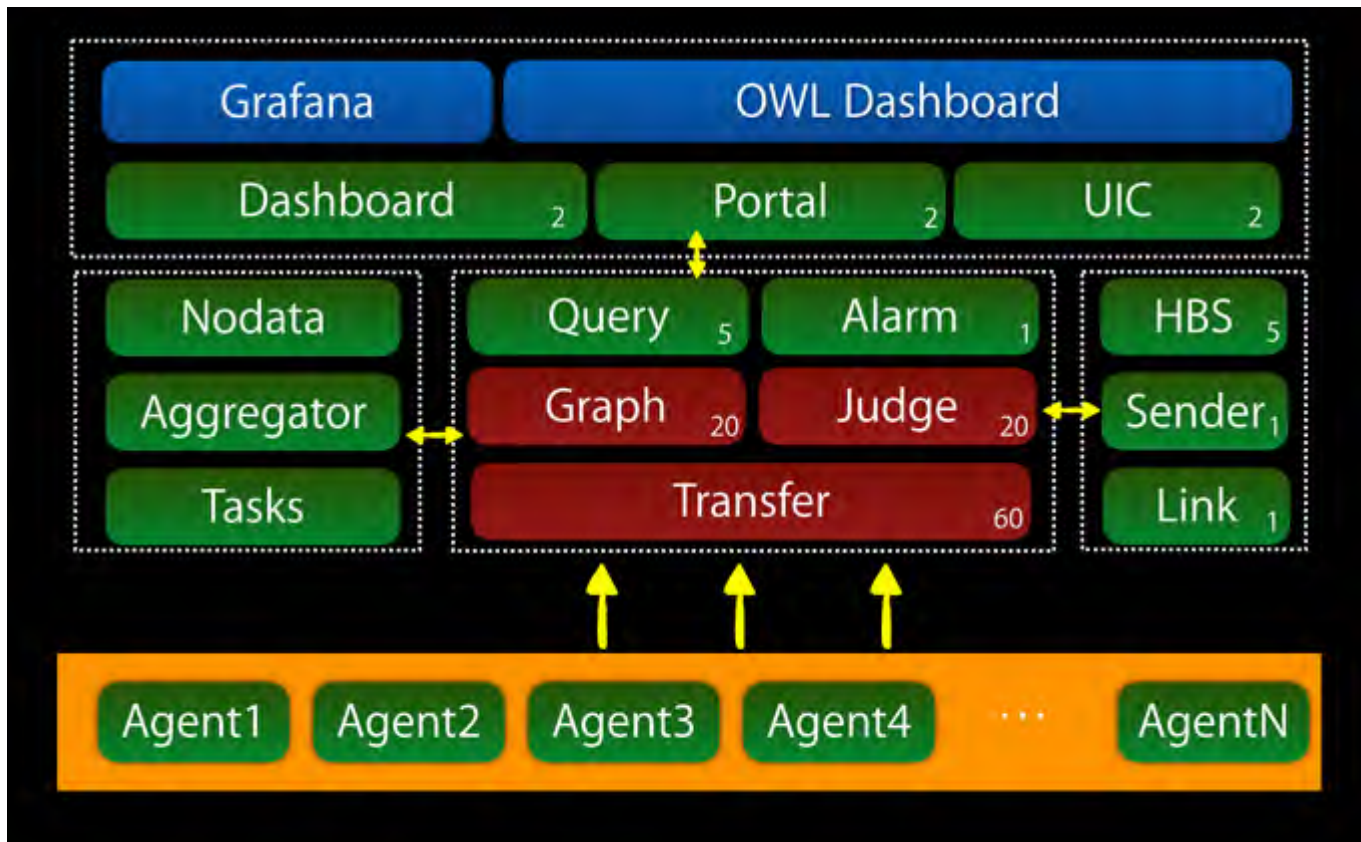 Grafana
OWL Dashboard
Dashboard 2
Portal 2
UIC 2
Nodata
Query 5
Alarm 1
HBS 5
Aggregator
Graph 20
Judge 20
Sender 1
Tasks
Transfer 60
Link 1
Agent1
Agent2
Agent3
Agent4
...
AgentN